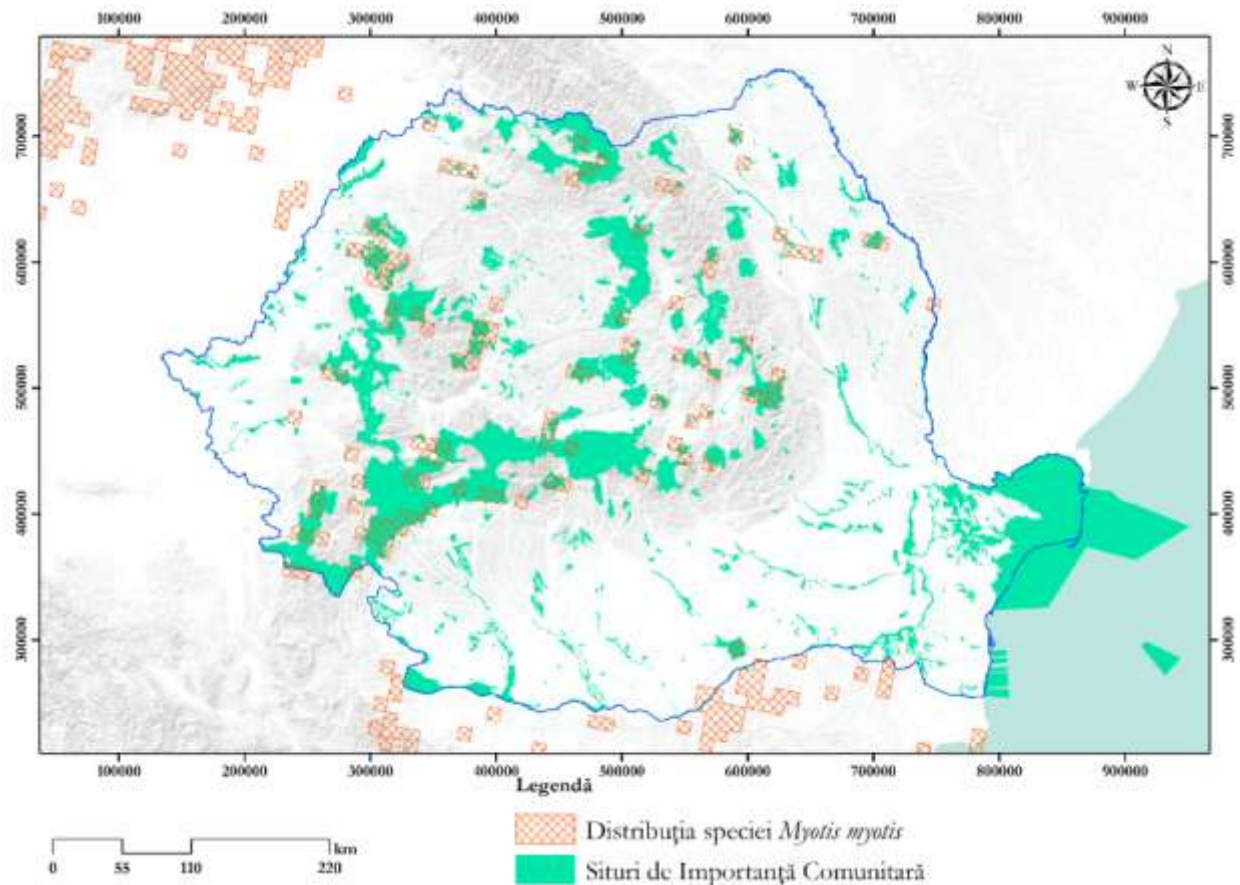 100000 200000 300000 400000 500000 600000 700000 800000 900000
700000 700000
600000 600000
500000 500000
400000 400000
300000 300000
N
W E
S
100000 200000 300000 400000 500000 600000 700000 800000 900000
Legendă
km
0 55 110 220
Distribuția speciei Myotis myotis
Situri de Importanță Comunitară